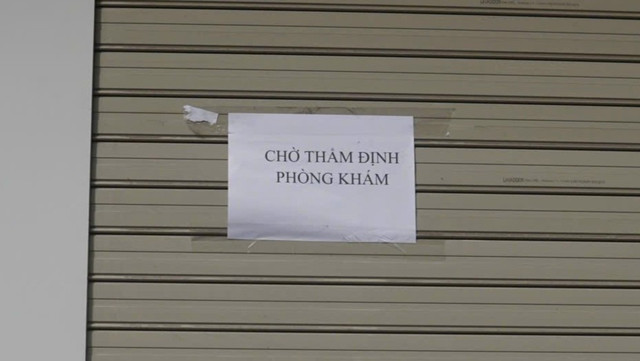 CHỜ THẨM ĐỊNH
PHÒNG KHÁM